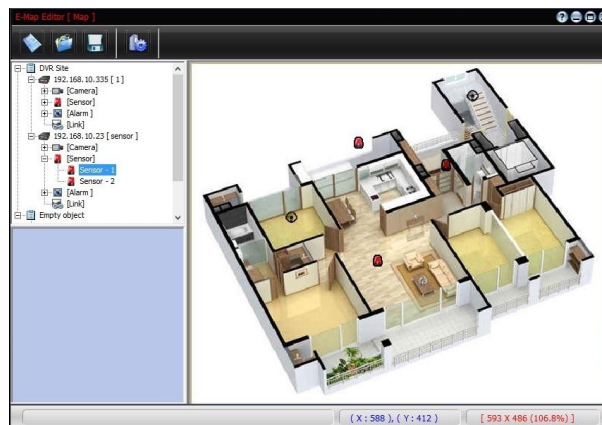 E-Map Editor [ Map ]
DVR Site
192.168.10.335 [ 1 ]
[Camera]
[Sensor]
[Alarm ]
[Link]
192.168.10.23 [ sensor ]
[Camera]
[Sensor]
Sensor - 1
Sensor - 2
[Alarm ]
[Link]
Empty object
( X : 588 ), ( Y : 412 )
[ 593 X 486 (106.8%) ]